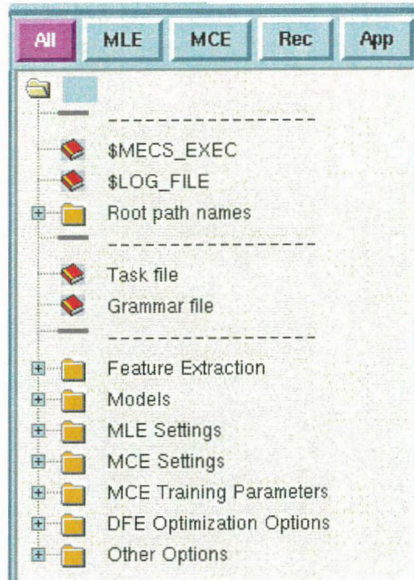 All MLE MCE Rec App
$MECS_EXEC
$LOG_FILE
Root path names
Task file
Grammar file
Feature Extraction
Models
MLE Settings
MCE Settings
MCE Training Parameters
DFE Optimization Options
Other Options